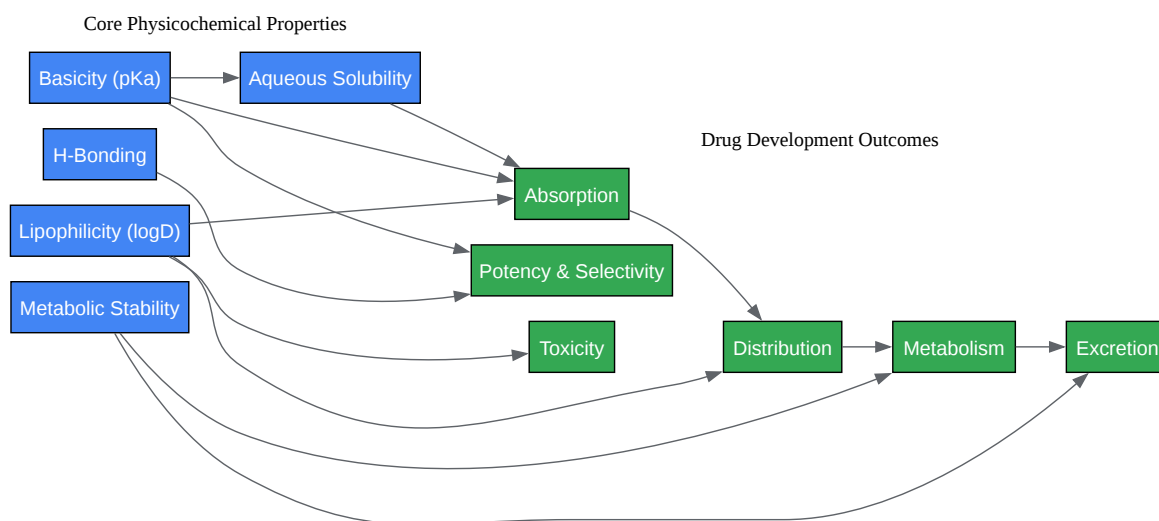 Core Physicochemical Properties
Basicity (pKa)
Aqueous Solubility
H-Bonding
Drug Development Outcomes
Absorption
Lipophilicity (logD)
Potency & Selectivity
Metabolic Stability
Toxicity
Distribution
Metabolism
Excretion